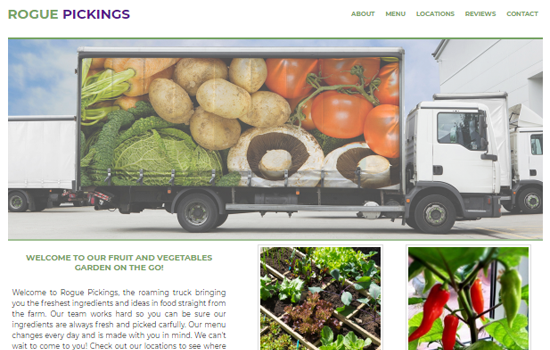 ROGUE PICKINGS
ABOUT MENU LOCATIONS REVIEWS CONTACT
WELCOME TO OUR FRUIT AND VEGETABLES
GARDEN ON THE GO!
Welcome to Rogue Pickings, the roaming truck bringing
you the freshest ingredients and ideas in food straight from
the farm. Our team works hard so you can be sure our
ingredients are always fresh and picked carfully. Our menu
changes every day and is made with you in mind. We can't
wait to come to you! Check out our locations to see where